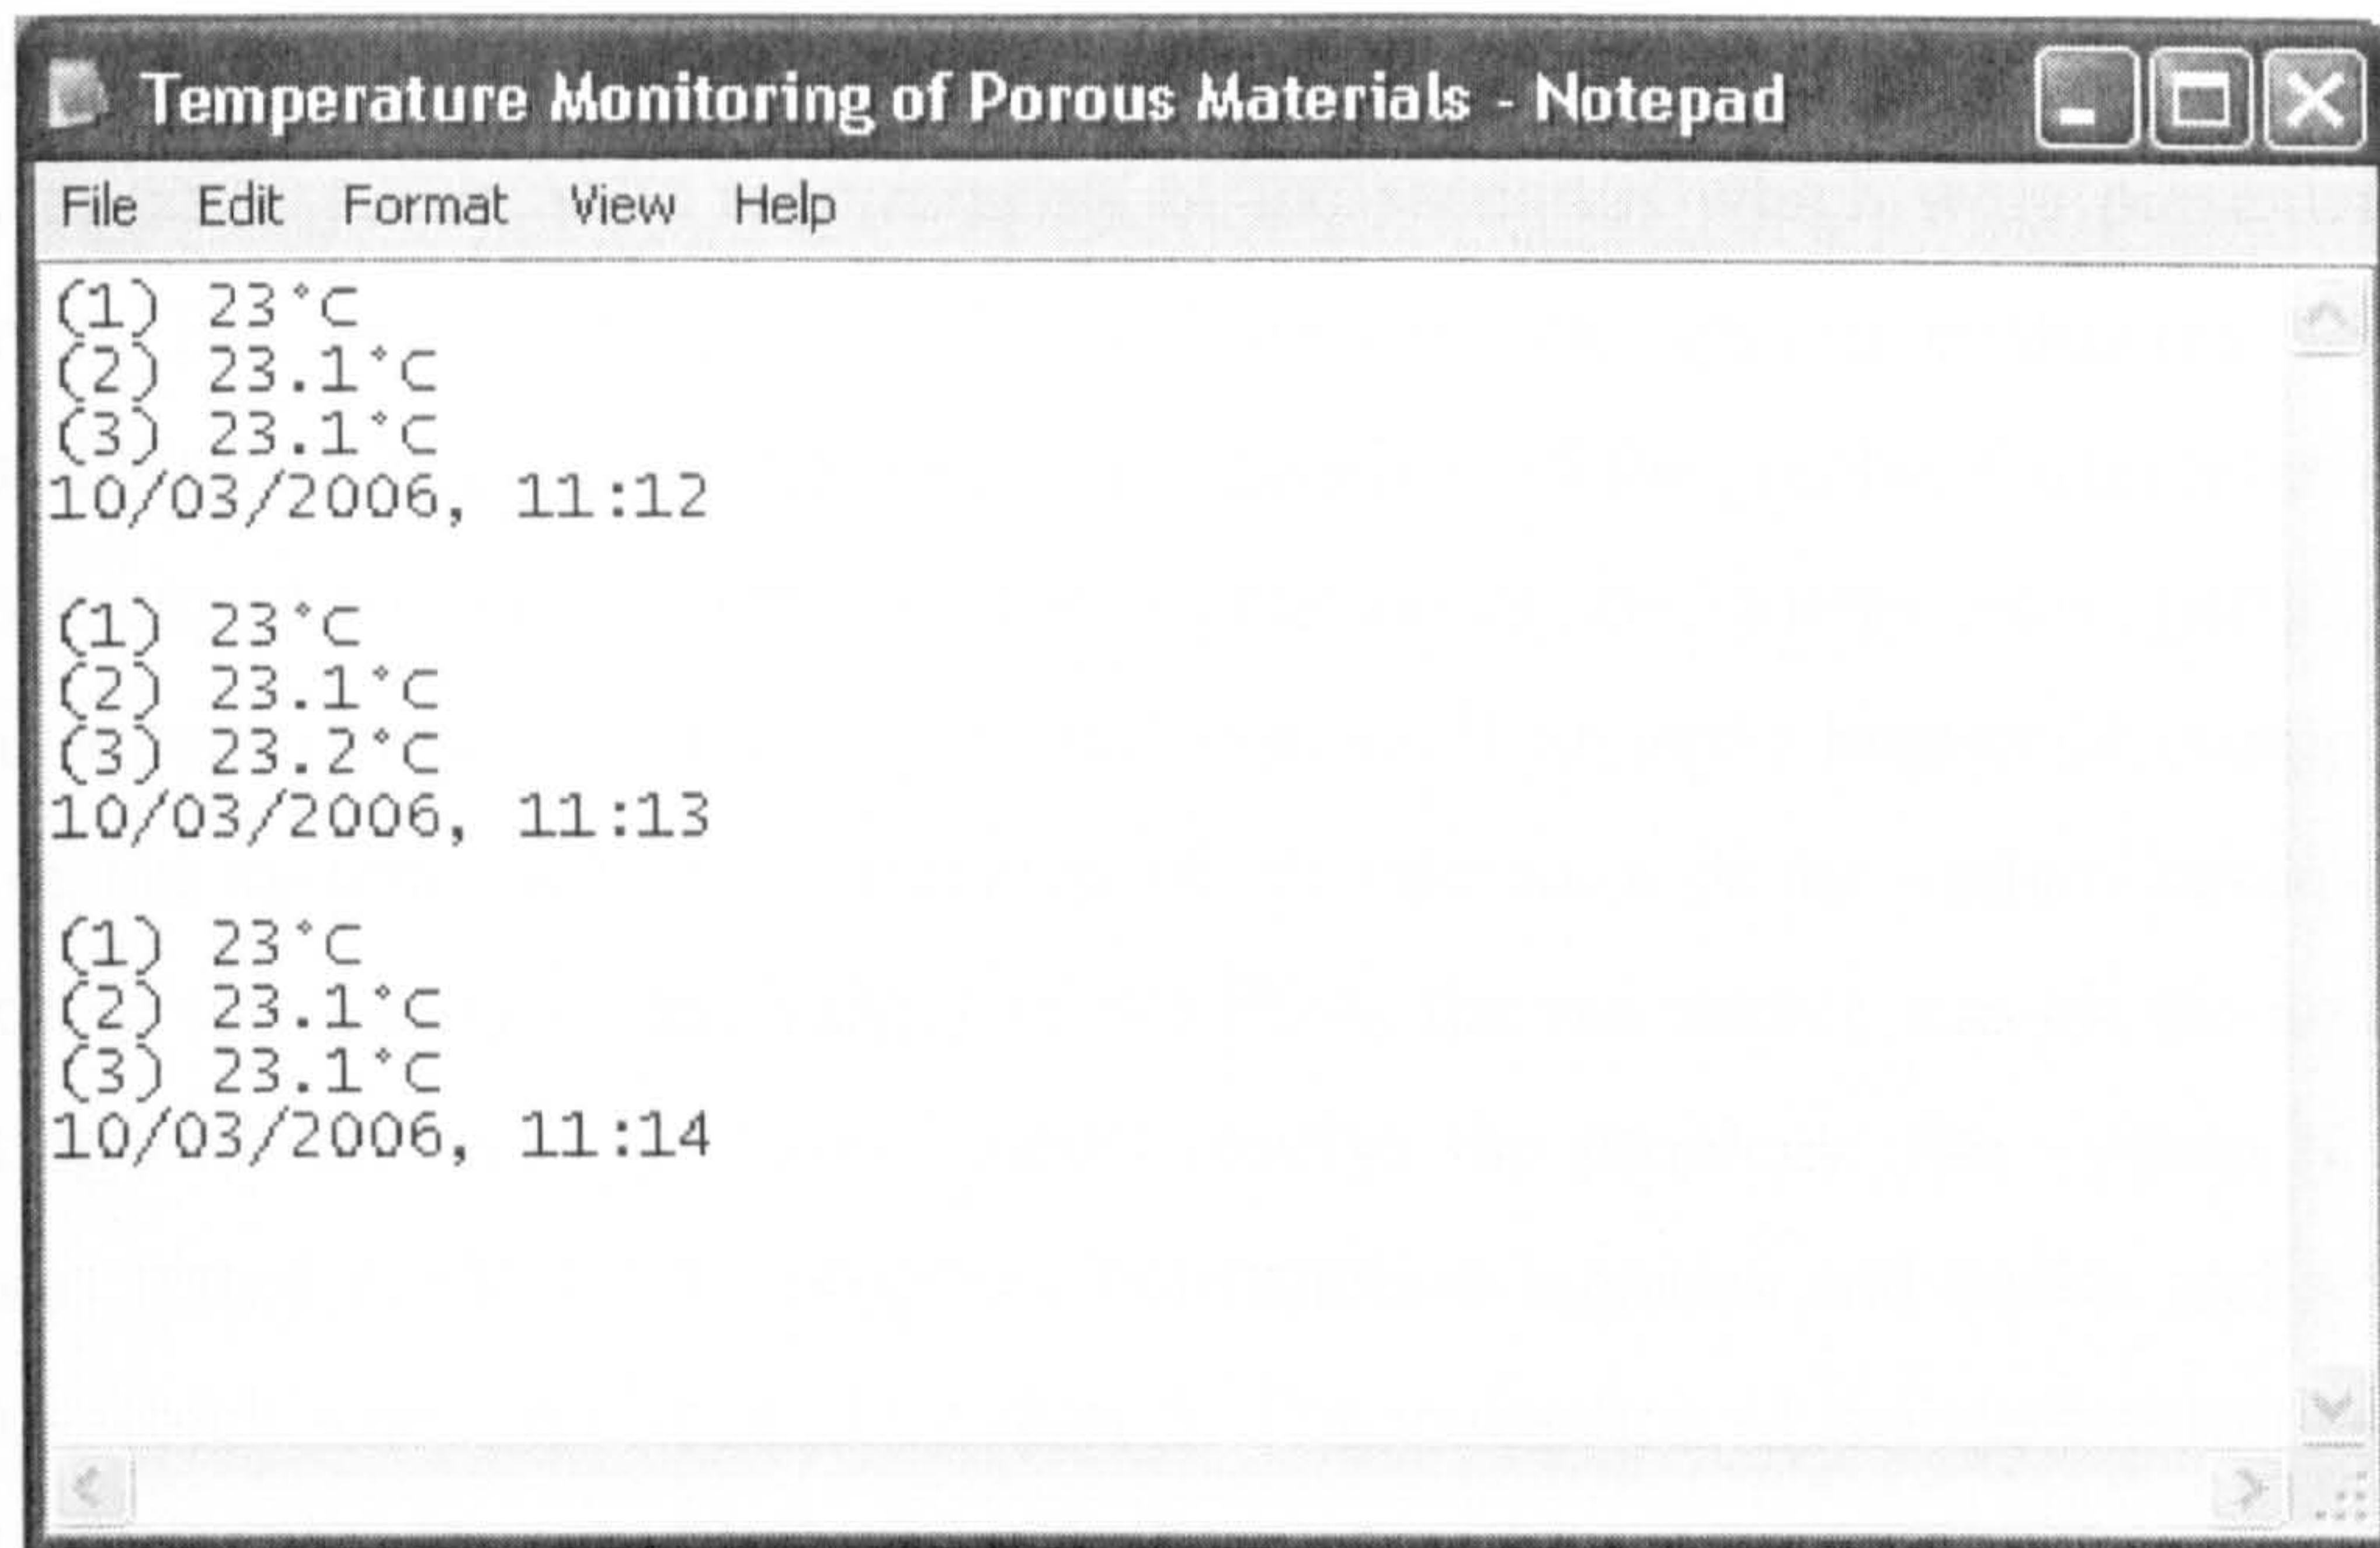 Temperature Monitoring of Porous Materials - Notepad
File Edit Format View Help
(1) 23°C
(2) 23.1°C
(3) 23.1°C
10/03/2006, 11:12

(1) 23°C
(2) 23.1°C
(3) 23.2°C
10/03/2006, 11:13

(1) 23°C
(2) 23.1°C
(3) 23.1°C
10/03/2006, 11:14